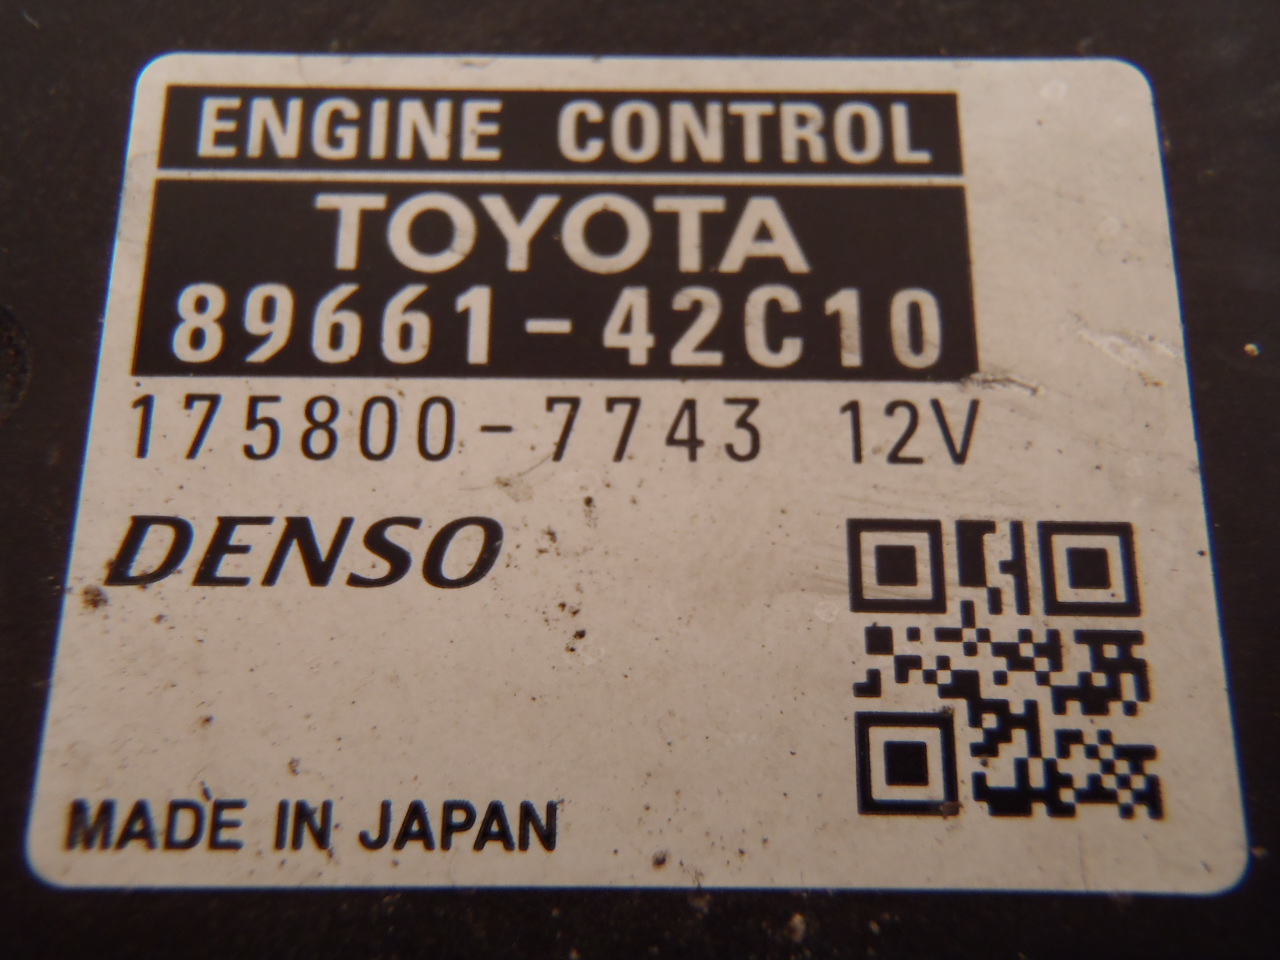 ENGINE CONTROL
TOYOTA
89661-42C10
175800-7743 12V
DENSO
MADE IN JAPAN